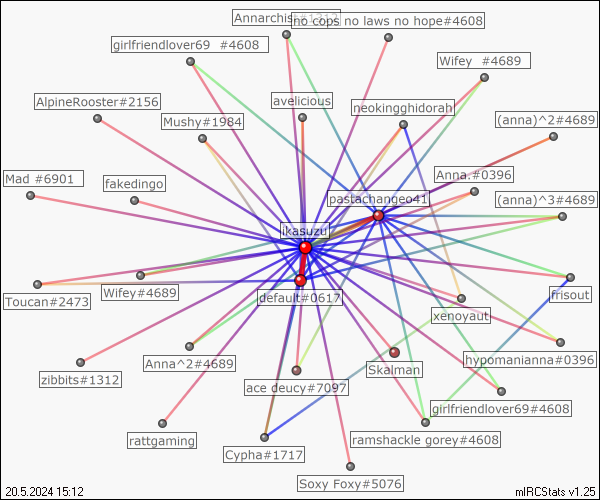 Annarchist#1312
no cops no laws no hope#4608
girlfriendlover69 #4608
Wifey #4689
AlpineRooster#2156
avelicious
neokingghidorah
Mushy#1984
(anna)^2#4689
Mad #6901
fakedingo
Anna.#0396
pastachangeo41
(anna)^3#4689
ikasuzu
Toucan#2473
Wifey#4689
default#0617
frisout
xenoyaut
zibbits#1312
Anna^2#4689
Skalman
hypomanianna#0396
ace deucy#7097
girlfriendlover69#4608
rattgaming
Cypha#1717
ramshackle gorey#4608
Soxy Foxy#5076
20.5.2024 15:12
mIRCStats v1.25